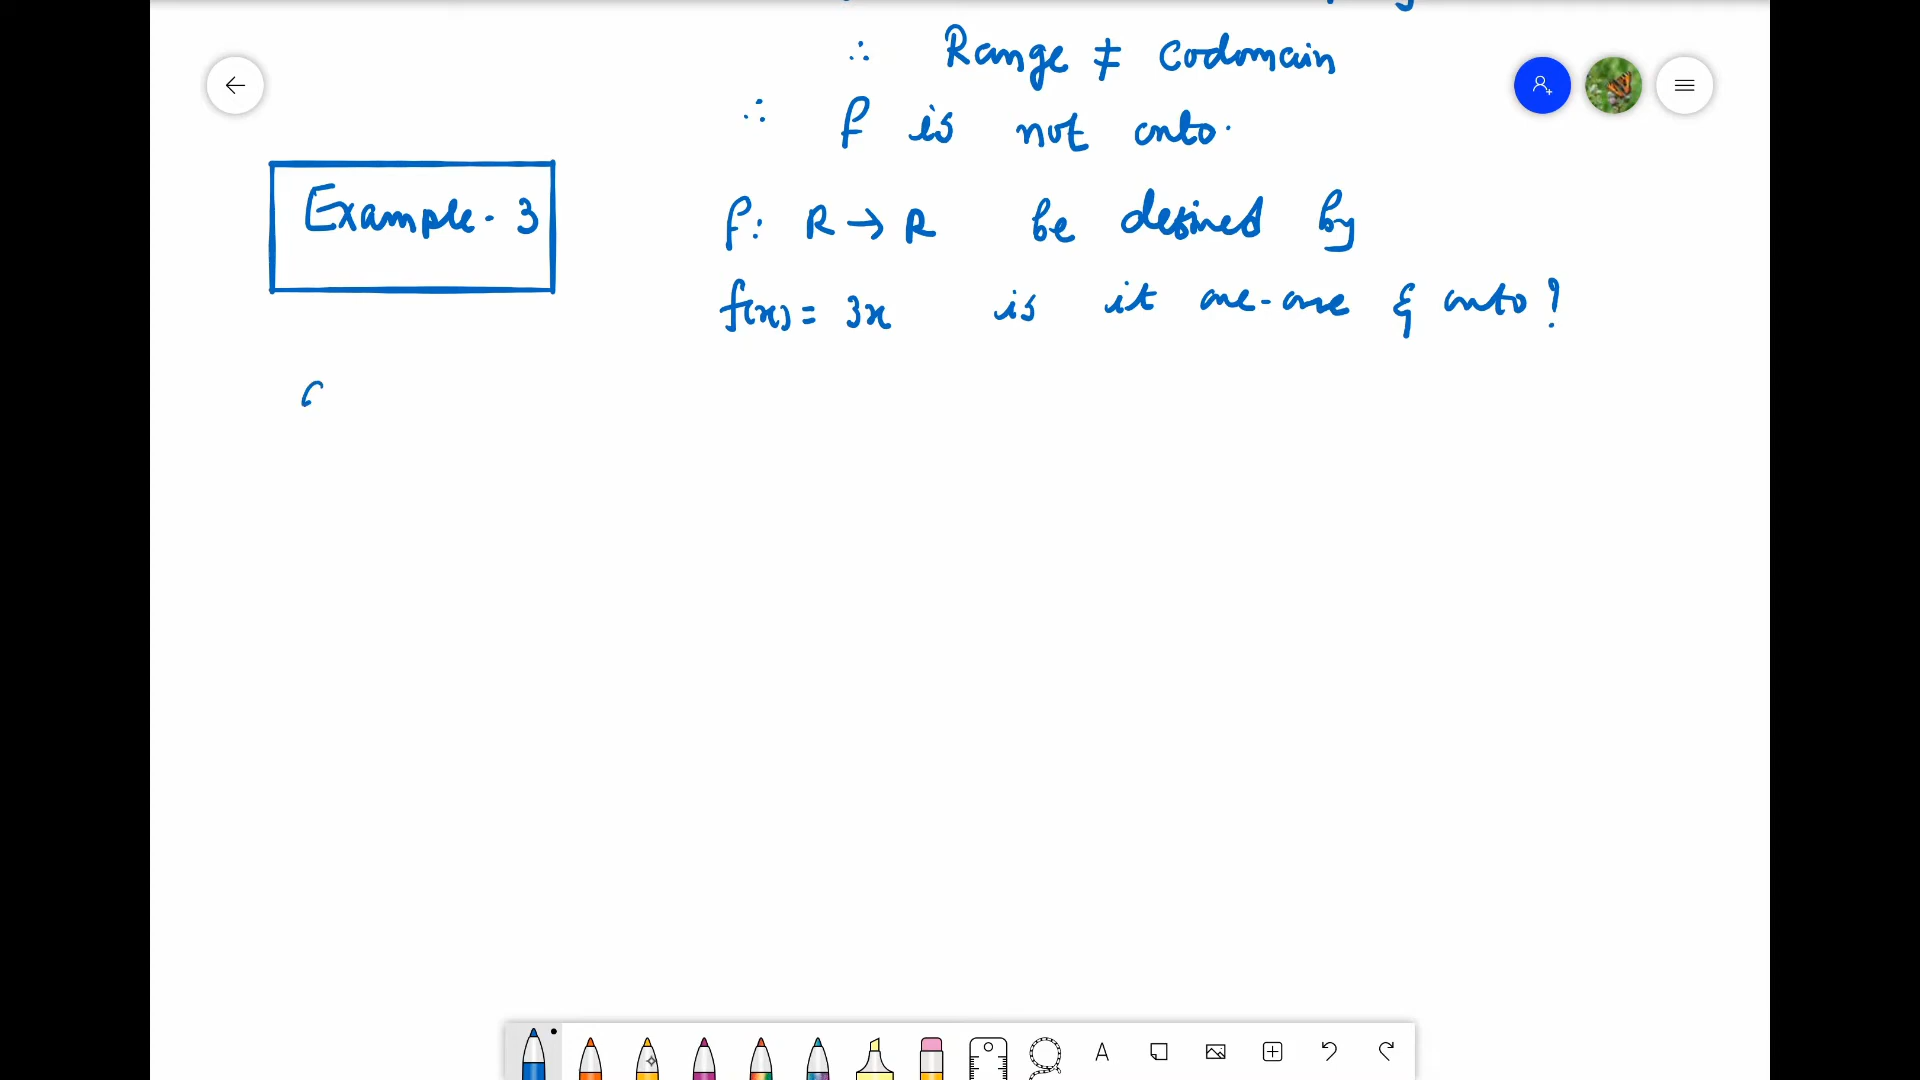 ∴ Range ≠ codomain
∴ f is not onto.
Example - 3
f: R → R be defined by
f(x) = 3x is it one-one & onto?
A